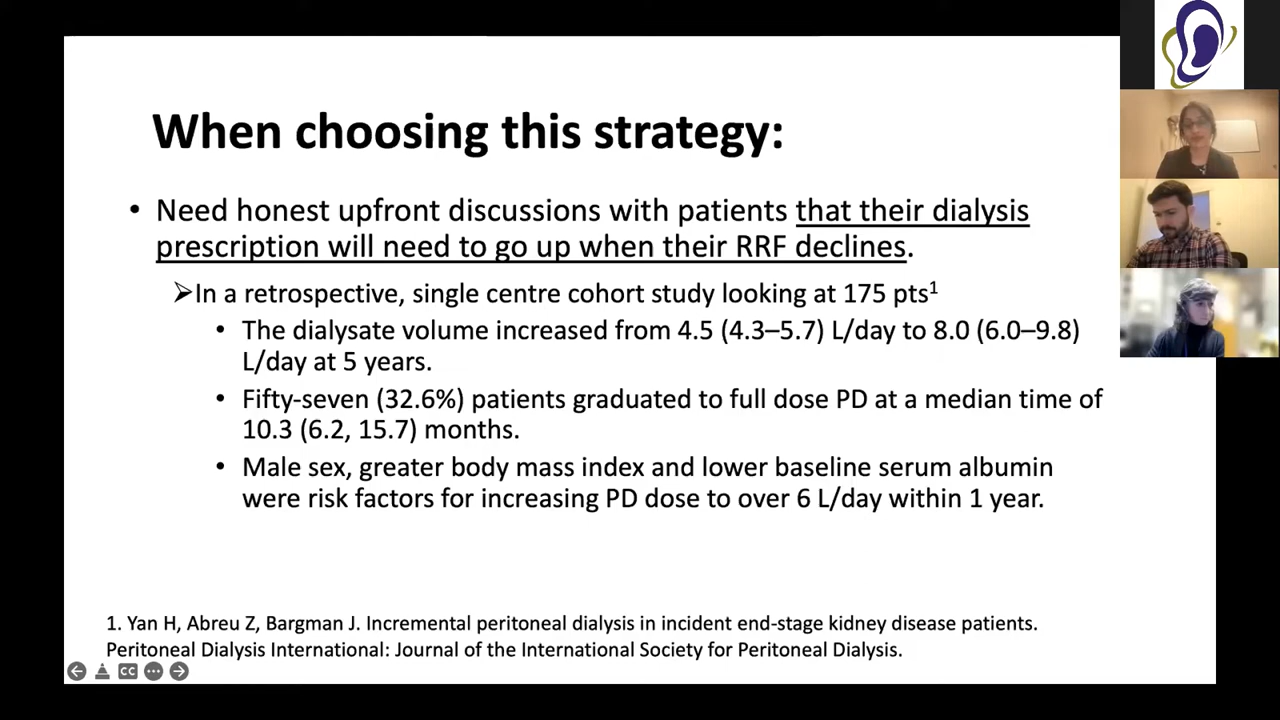 When choosing this strategy:
• Need honest upfront discussions with patients that their dialysis
prescription will need to go up when their RRF declines.
➢In a retrospective, single centre cohort study looking at 175 pts¹
• The dialysate volume increased from 4.5 (4.3–5.7) L/day to 8.0 (6.0–9.8)
L/day at 5 years.
• Fifty-seven (32.6%) patients graduated to full dose PD at a median time of
10.3 (6.2, 15.7) months.
• Male sex, greater body mass index and lower baseline serum albumin
were risk factors for increasing PD dose to over 6 L/day within 1 year.
1. Yan H, Abreu Z, Bargman J. Incremental peritoneal dialysis in incident end-stage kidney disease patients.
Peritoneal Dialysis International: Journal of the International Society for Peritoneal Dialysis.
CC